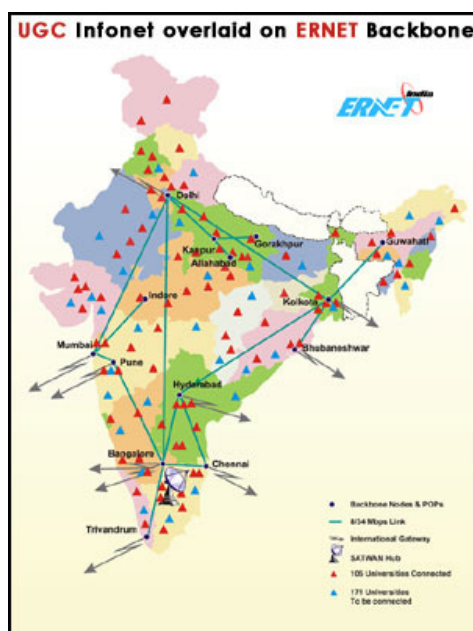 UGC Infonet overlaid on ERNET Backbone
India
ERNET
Delhi
Kanpur
Gorakhpur
Allahabad
Guwahati
Indore
Kolkota
Mumbai
Pune
Bhubaneshwar
Hyderabad
Bangalore
Chennai
Trivandrum
Backbone Nodes & POPs
8/34 Mbps Link
International Gateway
SATWAN Hub
105 Universities Connected
171 Universities
To be connected